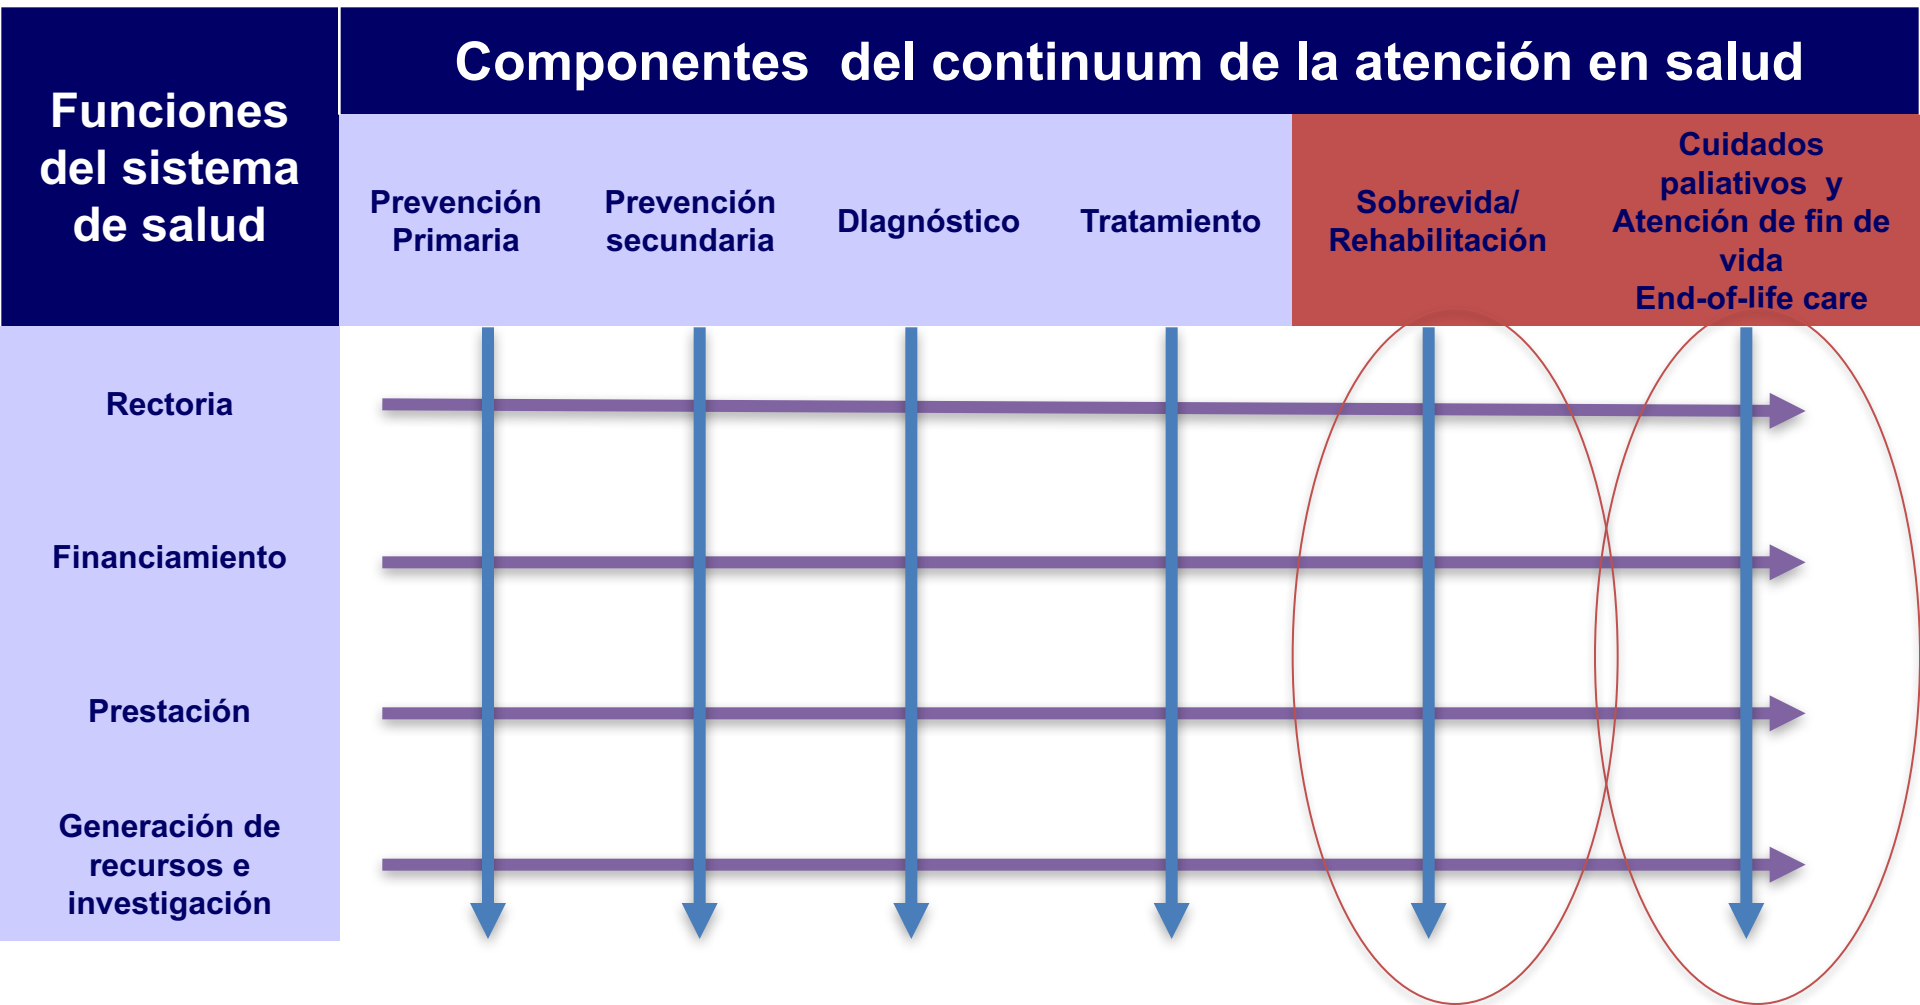 Funciones
del sistema
de salud
Componentes  del continuum de la atención en salud
Prevención
Primaria
Prevención
secundaria
DIagnóstico
Tratamiento
Sobrevida/
Rehabilitación
Cuidados
paliativos  y
Atención de fin de
vida
End-of-life care
Rectoria
Financiamiento
Prestación
Generación de
recursos e
investigación